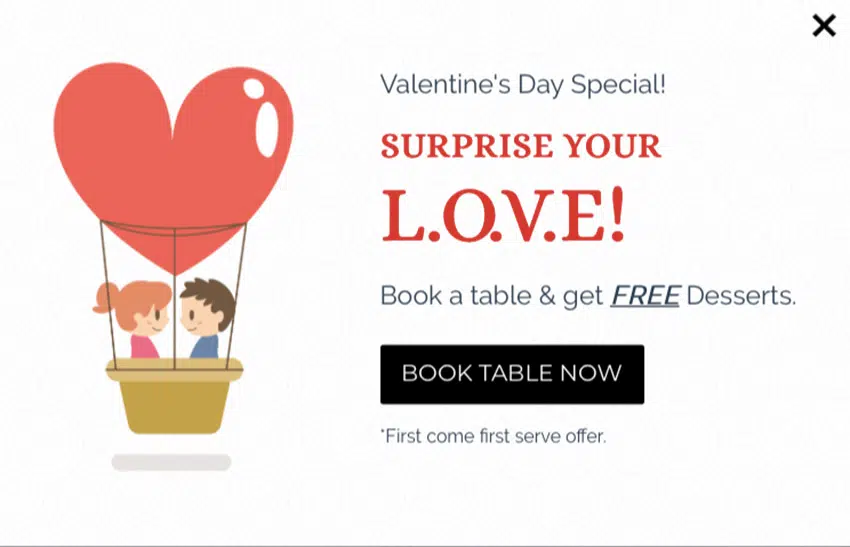 Valentine's Day Special!
SURPRISE YOUR
L.O.V.E!
Book a table & get FREE Desserts.
BOOK TABLE NOW
*First come first serve offer.